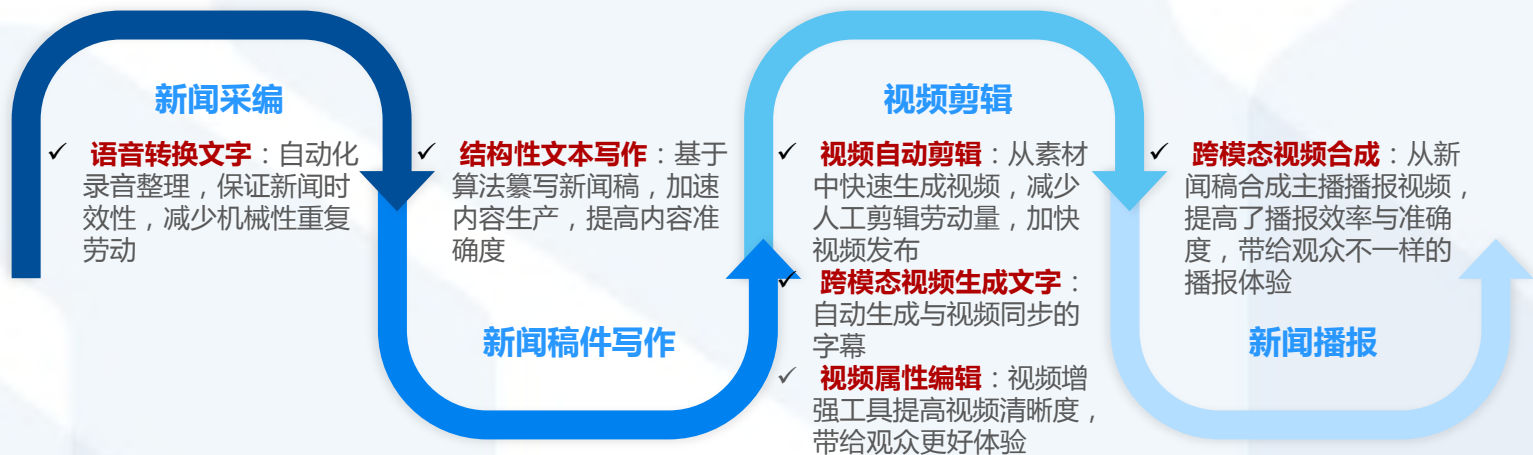 新闻采编
✓ 语音转换文字：自动化
录音整理，保证新闻时
效性，减少机械性重复
劳动
✓ 结构性文本写作：基于
算法纂写新闻稿，加速
内容生产，提高内容准
确度
新闻稿件写作
视频剪辑
✓ 视频自动剪辑：从素材
中快速生成视频，减少
人工剪辑劳动量，加快
视频发布
✓ 跨模态视频生成文字：
自动生成与视频同步的
字幕
✓ 视频属性编辑：视频增
强工具提高视频清晰度，
带给观众更好体验
✓ 跨模态视频合成：从新
闻稿合成主播播报视频，
提高了播报效率与准确
度，带给观众不一样的
播报体验
新闻播报